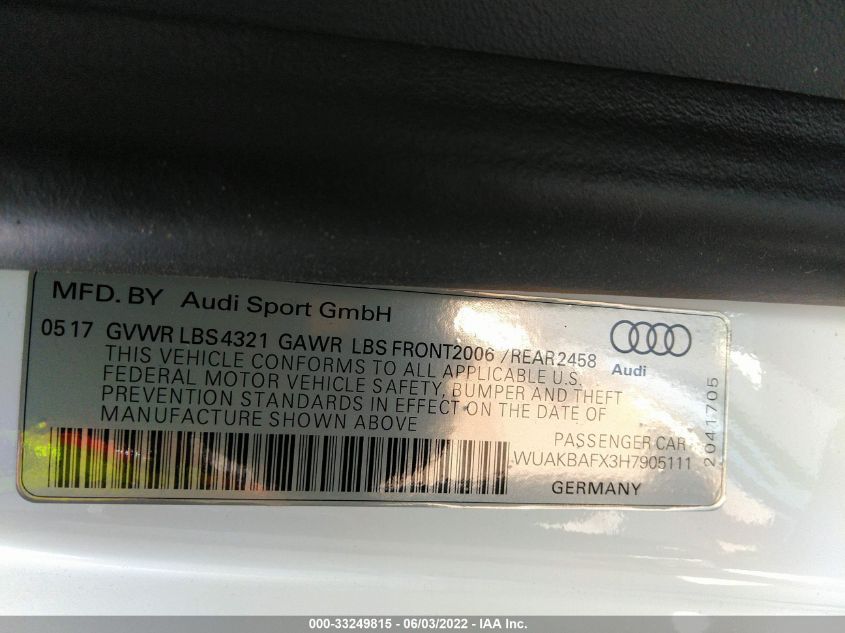 MFD. BY Audi Sport GmbH
05 17 GVWR LBS 4321 GAWR LBS FRONT2006 /REAR2458
THIS VEHICLE CONFORMS TO ALL APPLICABLE U.S.
FEDERAL MOTOR VEHICLE SAFETY, BUMPER AND THEFT
PREVENTION STANDARDS IN EFFECT ON THE DATE OF
MANUFACTURE SHOWN ABOVE
Audi
PASSENGER CAR
WUAKBAFX3H7905111
GERMANY
2041705
000-33249815 - 06/03/2022 - IAA Inc.